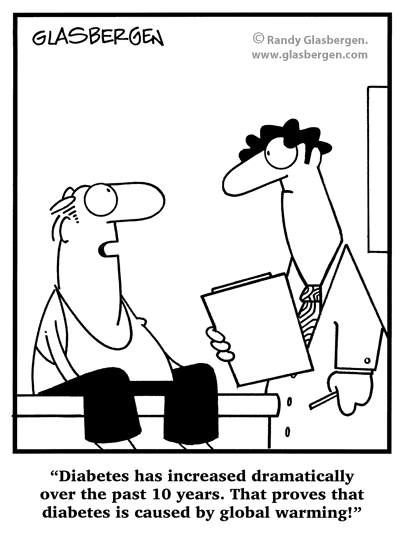 GLASBERGEN
© Randy Glasbergen.
www.glasbergen.com
“Diabetes has increased dramatically
over the past 10 years. That proves that
diabetes is caused by global warming!”